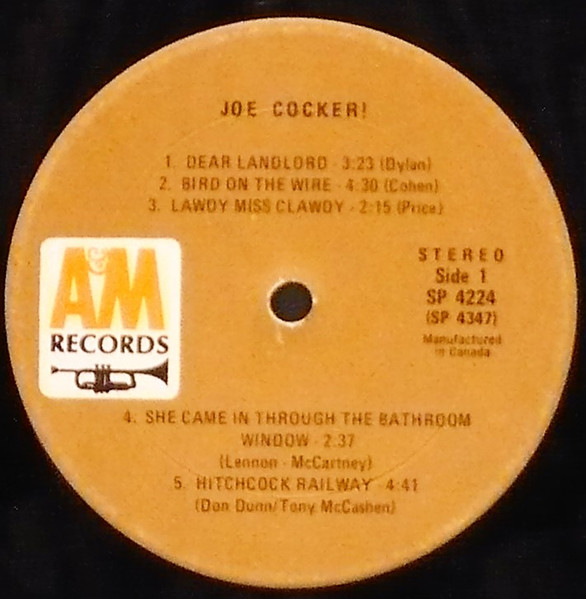 JOE COCKER!
1. DEAR LANDLORD - 3:23 (Dylan)
2. BIRD ON THE WIRE - 4:30 (Cohen)
3. LAWDY MISS CLAWDY - 2:15 (Price)
A&M
RECORDS
STEREO
Side 1
SP 4224
(SP 4347)
Manufactured
in Canada
4. SHE CAME IN THROUGH THE BATHROOM
WINDOW - 2:37
(Lennon - McCartney)
5. HITCHCOCK RAILWAY - 4:41
(Don Dunn/Tony McCashen)